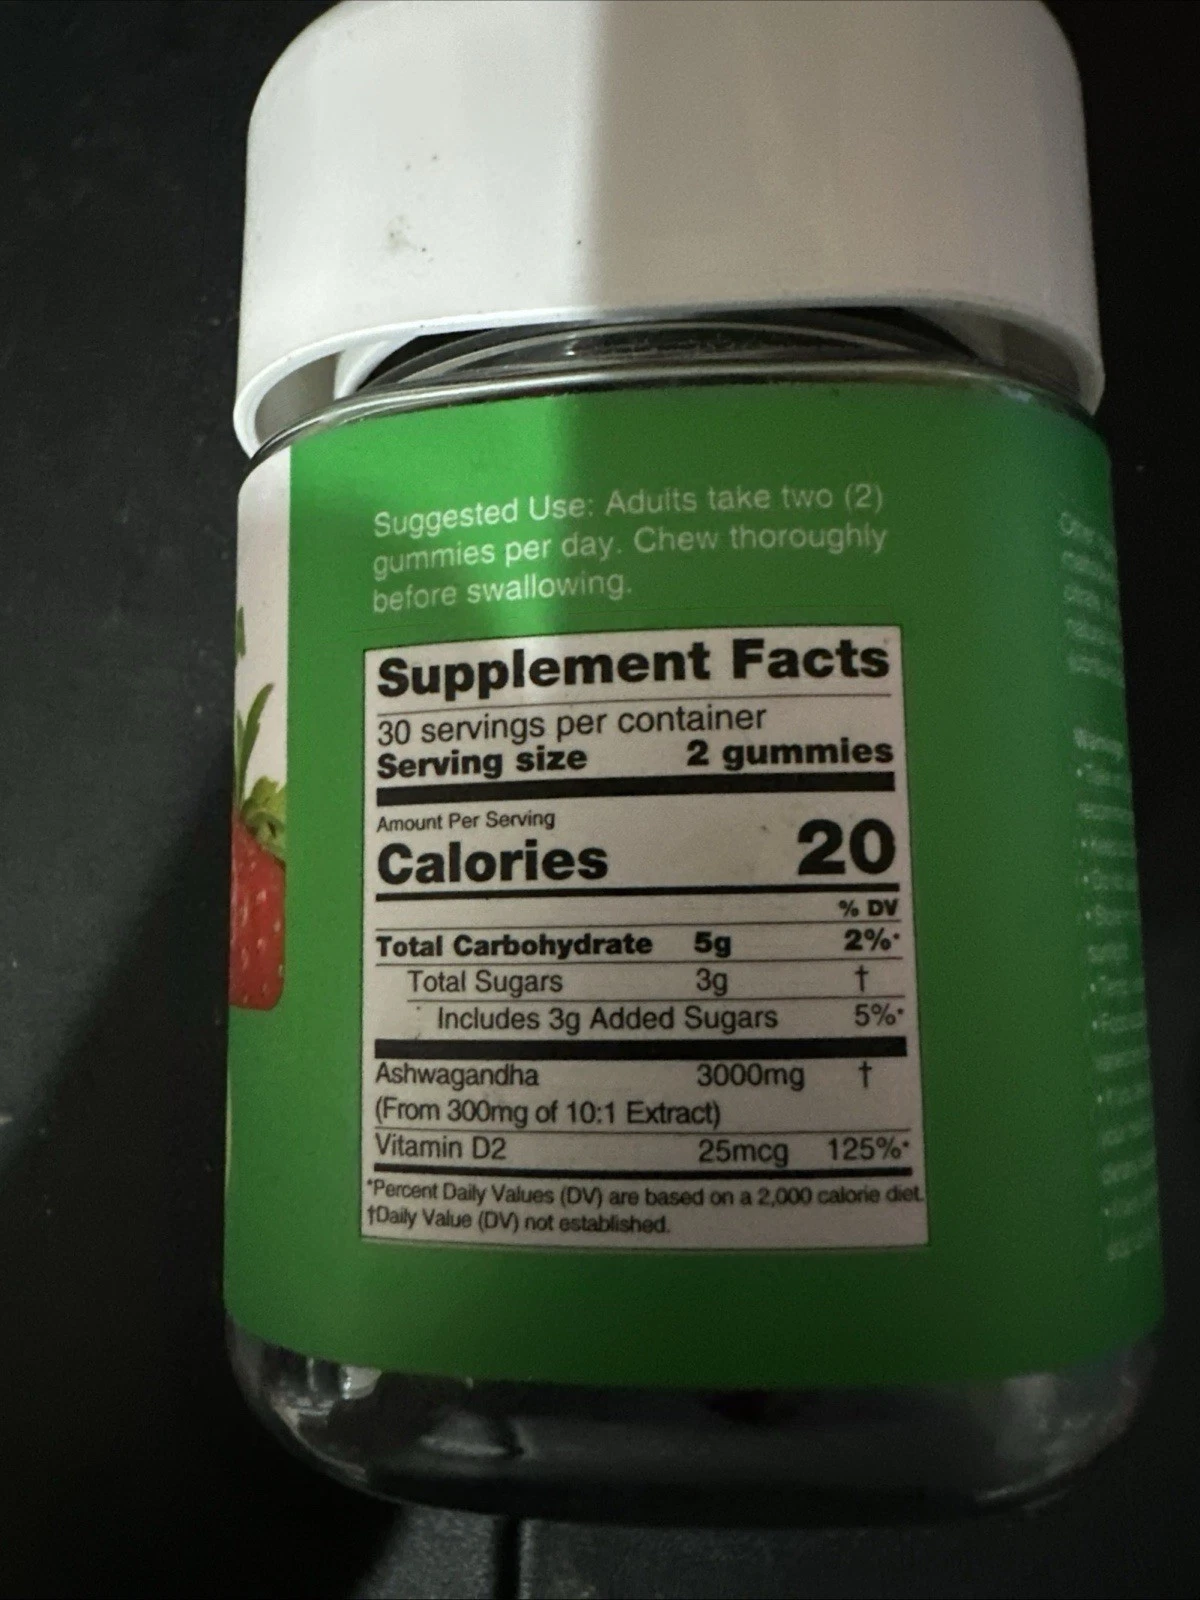 Suggested Use: Adults take two (2)
gummies per day. Chew thoroughly
before swallowing.
Supplement Facts
30 servings per container
Serving size 2 gummies
Amount Per Serving
Calories 20
% DV
Total Carbohydrate 5g 2%*
Total Sugars 3g †
Includes 3g Added Sugars 5%*
Ashwagandha 3000mg †
(From 300mg of 10:1 Extract)
Vitamin D2 25mcg 125%*
*Percent Daily Values (DV) are based on a 2,000 calorie diet.
†Daily Value (DV) not established.